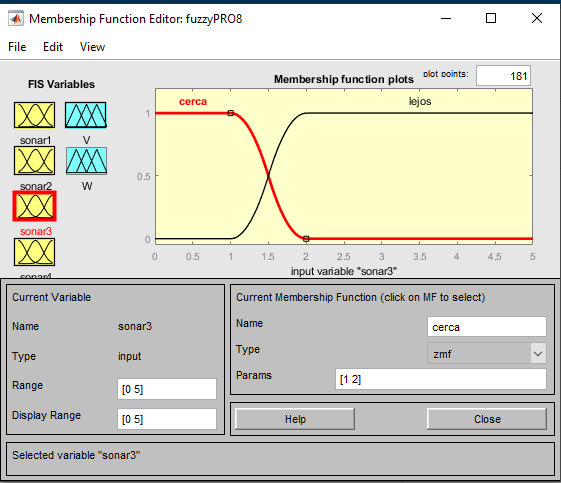 Membership Function Editor: fuzzyPRO8
File Edit View
FIS Variables
sonar1
V
sonar2
W
sonar3
sonar4
Membership function plots
plot points:
181
cerca
lejos
1
0.5
0
0 0.5 1 1.5 2 2.5 3 3.5 4 4.5 5
input variable "sonar3"
Current Variable
Name sonar3
Type input
Range [0 5]
Display Range [0 5]
Current Membership Function (click on MF to select)
Name cerca
Type zmf
Params [1 2]
Help Close
Selected variable "sonar3"